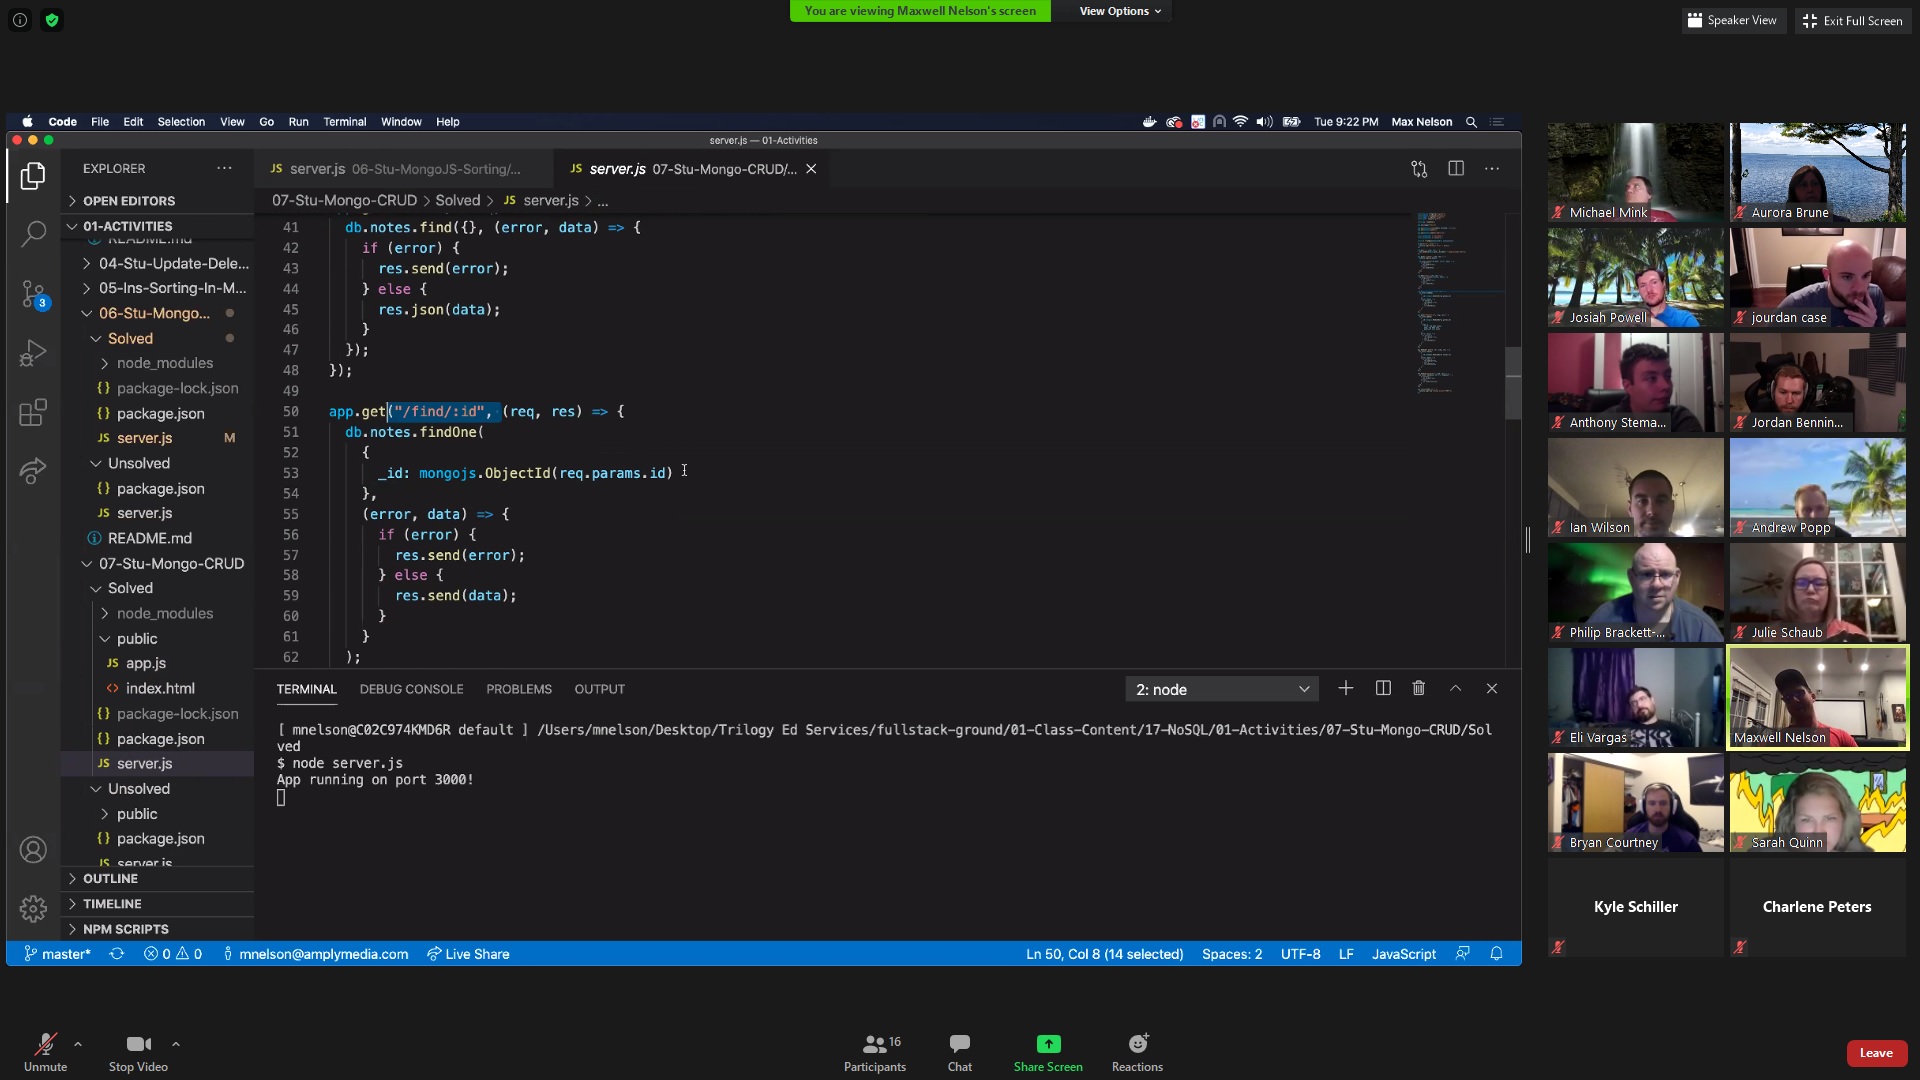 You are viewing Maxwell Nelson's screen
View Options
Speaker View
Exit Full Screen
Code File Edit Selection View Go Run Terminal Window Help
Tue 9:22 PM Max Nelson
server.js — 01-Activities
EXPLORER
server.js 06-Stu-MongoJS-Sorting/...
server.js 07-Stu-Mongo-CRUD/...
07-Stu-Mongo-CRUD > Solved > JS server.js > ...
OPEN EDITORS
01-ACTIVITIES
README.md
04-Stu-Update-Dele...
05-Ins-Sorting-In-M...
06-Stu-Mongo...
Solved
node_modules
package-lock.json
package.json
JS server.js M
Unsolved
package.json
JS server.js
README.md
07-Stu-Mongo-CRUD
Solved
node_modules
public
JS app.js
index.html
package-lock.json
package.json
JS server.js
Unsolved
public
package.json
JS server.js
OUTLINE
TIMELINE
NPM SCRIPTS
3
41 db.notes.find({}, (error, data) => {
42 if (error) {
43 res.send(error);
44 } else {
45 res.json(data);
46 }
47 });
48 });
49
50 app.get("/find/:id", (req, res) => {
51 db.notes.findOne(
52 {
53 _id: mongojs.ObjectId(req.params.id)
54 },
55 (error, data) => {
56 if (error) {
57 res.send(error);
58 } else {
59 res.send(data);
60 }
61 }
62 );
TERMINAL DEBUG CONSOLE PROBLEMS OUTPUT
2: node
[ mnelson@C02C974KMD6R default ] /Users/mnelson/Desktop/Trilogy Ed Services/fullstack-ground/01-Class-Content/17-NoSQL/01-Activities/07-Stu-Mongo-CRUD/Sol
ved
$ node server.js
App running on port 3000!
master* 0 0 mnelson@amplymedia.com Live Share
Ln 50, Col 8 (14 selected) Spaces: 2 UTF-8 LF JavaScript
Michael Mink
Aurora Brune
Josiah Powell
jourdan case
Anthony Stema...
Jordan Bennin...
Ian Wilson
Andrew Popp
Philip Brackett-...
Julie Schaub
Eli Vargas
Maxwell Nelson
Bryan Courtney
Sarah Quinn
Kyle Schiller
Charlene Peters
Unmute
Stop Video
Participants 16
Chat
Share Screen
Reactions
Leave